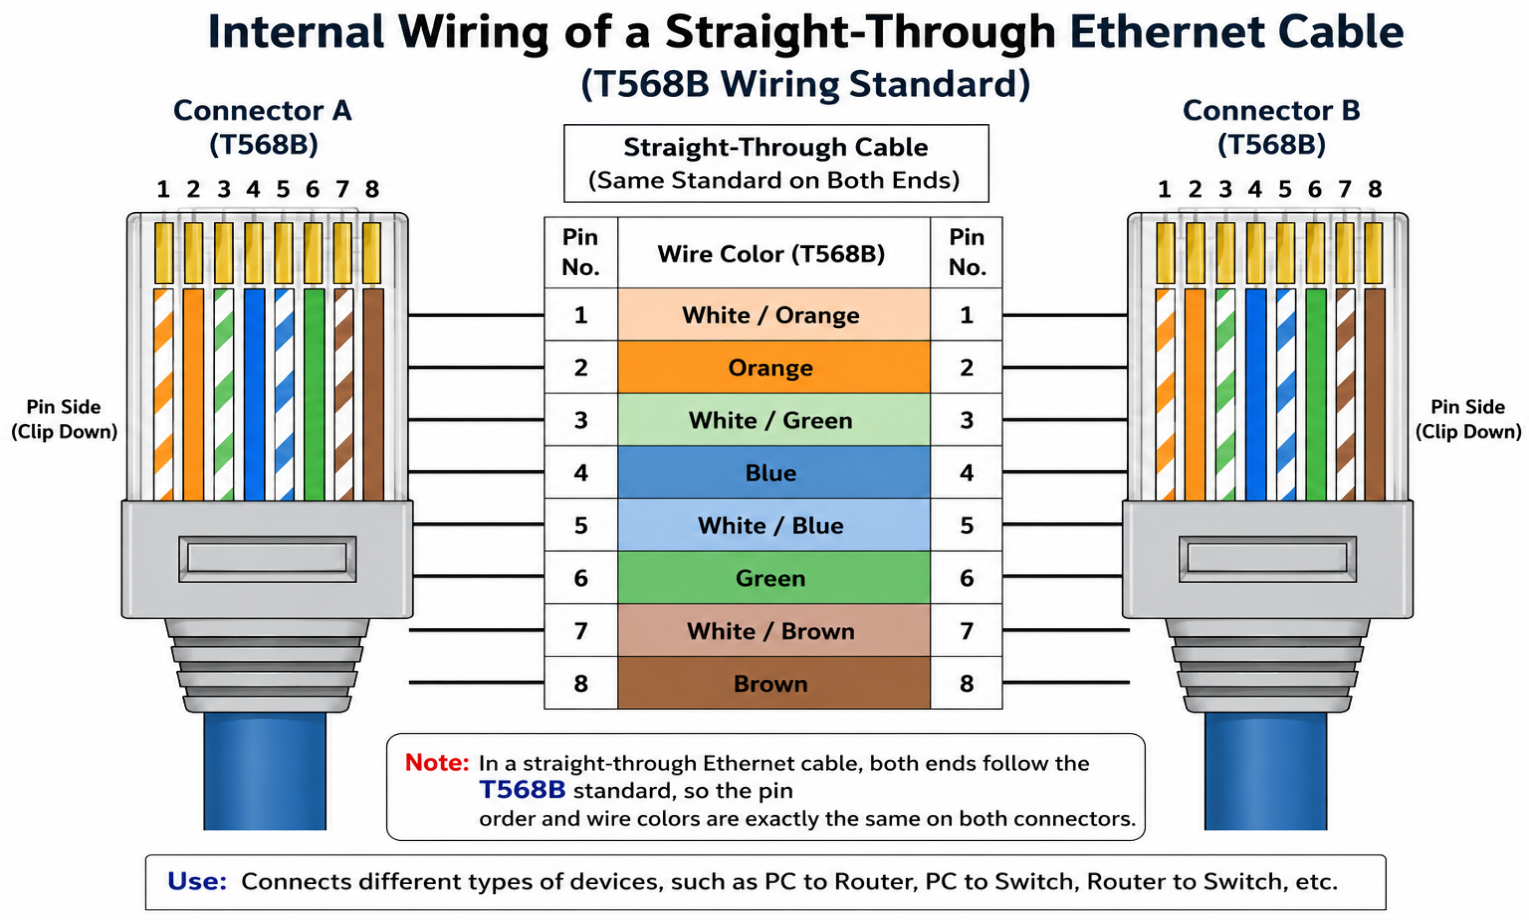 Internal Wiring of a Straight-Through Ethernet Cable
(T568B Wiring Standard)
Connector A
(T568B)
1 2 3 4 5 6 7 8
Pin Side
(Clip Down)
Straight-Through Cable
(Same Standard on Both Ends)
Pin No. Wire Color (T568B) Pin No.
1 White / Orange 1
2 Orange 2
3 White / Green 3
4 Blue 4
5 White / Blue 5
6 Green 6
7 White / Brown 7
8 Brown 8
Connector B
(T568B)
1 2 3 4 5 6 7 8
Pin Side
(Clip Down)
Note: In a straight-through Ethernet cable, both ends follow the
T568B standard, so the pin
order and wire colors are exactly the same on both connectors.
Use: Connects different types of devices, such as PC to Router, PC to Switch, Router to Switch, etc.